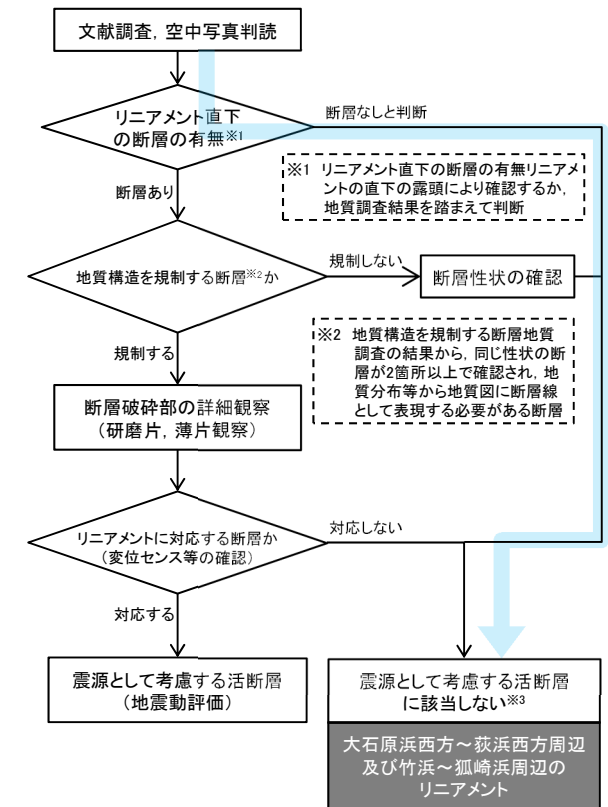 文献調査，空中写真判読
リニアメント直下
の断層の有無※1
断層なしと判断
※1 リニアメント直下の断層の有無リニアメ
ントの直下の露頭により確認するか，
地質調査結果を踏まえて判断
断層あり
地質構造を規制する断層※2か
規制しない
断層性状の確認
※2 地質構造を規制する断層地質
調査の結果から，同じ性状の断
層が2箇所以上で確認され，地
質分布等から地質図に断層線
として表現する必要がある断層
規制する
断層破砕部の詳細観察
（研磨片，薄片観察）
リニアメントに対応する断層か
（変位センス等の確認）
対応しない
対応する
震源として考慮する活断層
（地震動評価）
震源として考慮する活断層
に該当しない※3
大石原浜西方～荻浜西方周辺
及び竹浜～狐崎浜周辺の
リニアメント